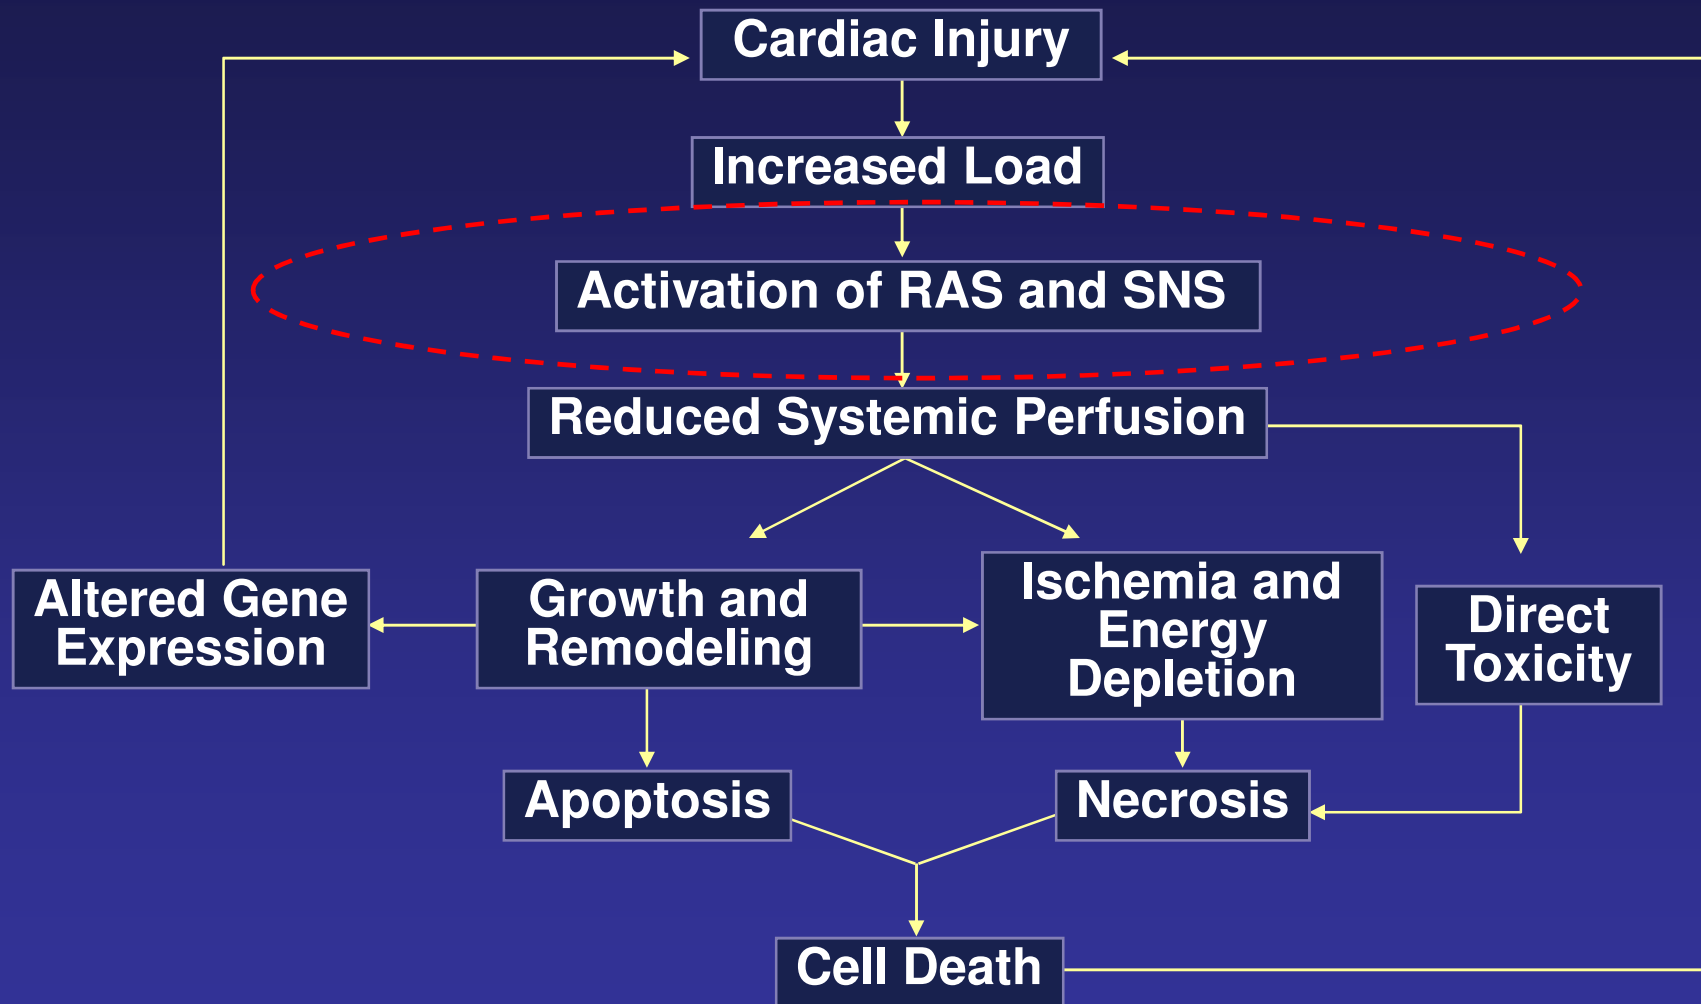 Cardiac Injury
Increased Load
Activation of RAS and SNS
Reduced Systemic Perfusion
Altered Gene
Expression
Growth and
Remodeling
Ischemia and
Energy
Depletion
Direct
Toxicity
Apoptosis
Necrosis
Cell Death